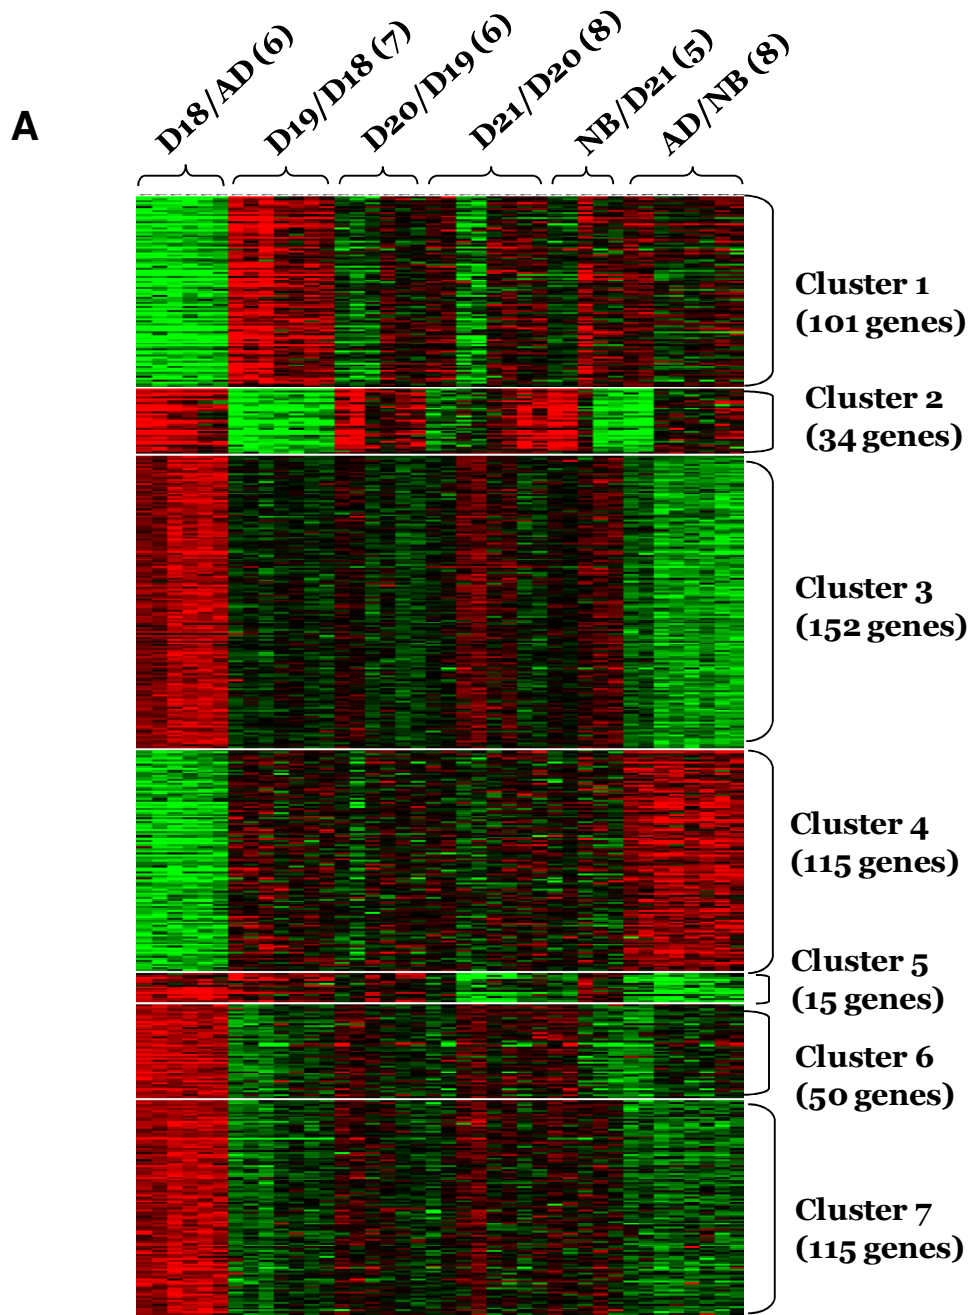 A
D18/AD (6)
D19/D18 (7)
D20/D19 (6)
D21/D20 (8)
NB/D21 (5)
AD/NB (8)
Cluster 1
(101 genes)
Cluster 2
(34 genes)
Cluster 3
(152 genes)
Cluster 4
(115 genes)
Cluster 5
(15 genes)
Cluster 6
(50 genes)
Cluster 7
(115 genes)